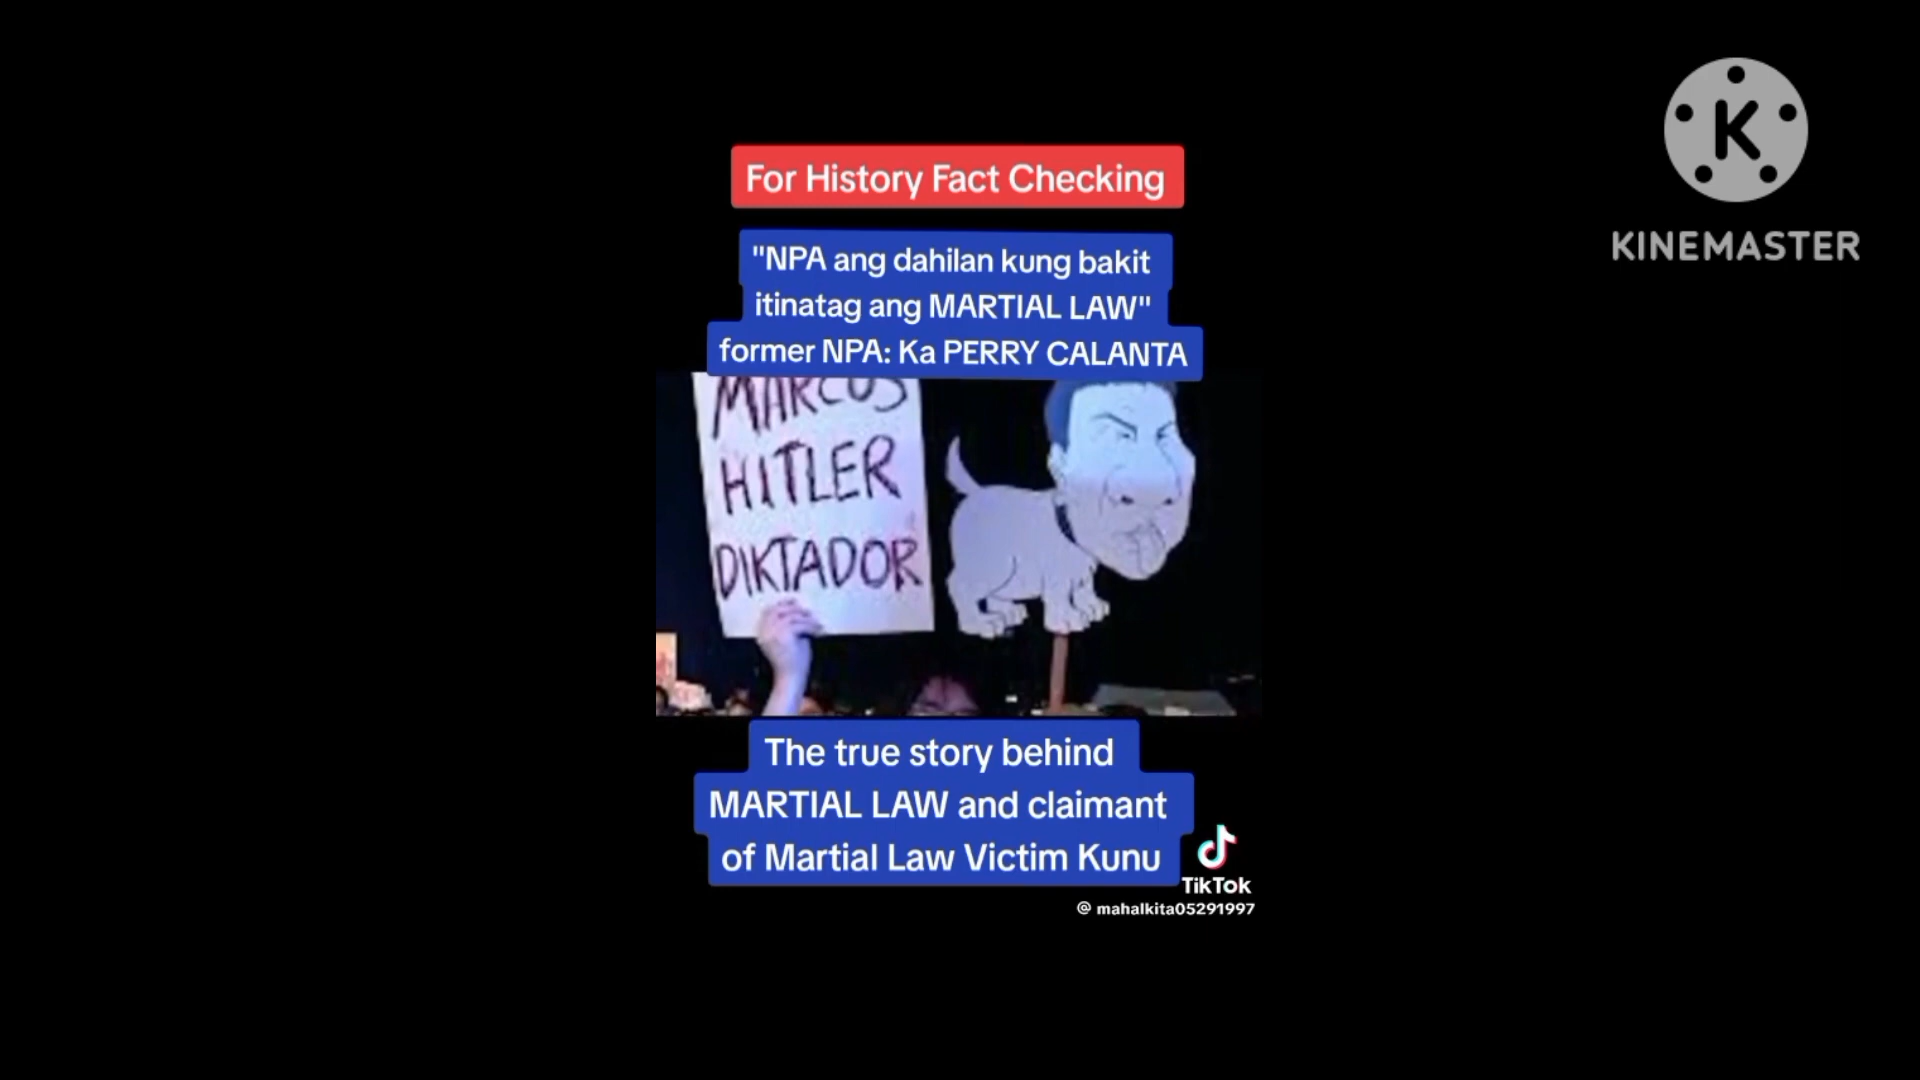 For History Fact Checking
"NPA ang dahilan kung bakit
itinatag ang MARTIAL LAW"
former NPA: Ka PERRY CALANTA
MARCOS
HITLER
DIKTADOR
The true story behind
MARTIAL LAW and claimant
of Martial Law Victim Kunu
TikTok
@ mahalkita05291997
K
KINEMASTER